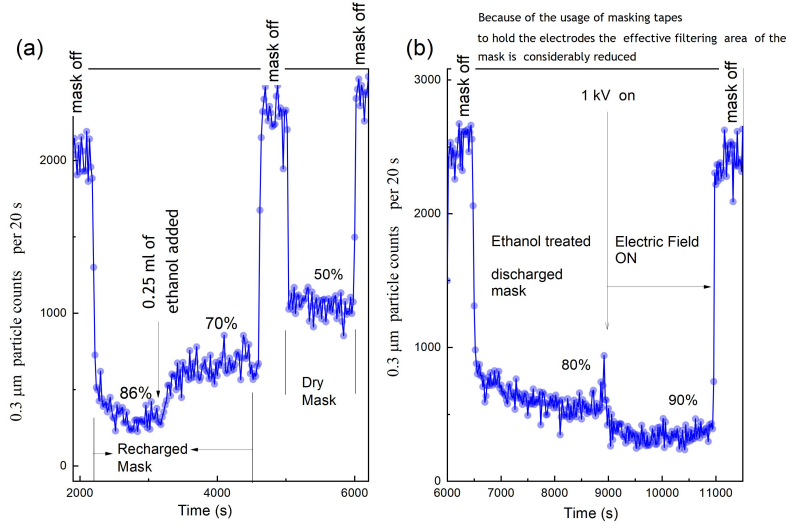 Because of the usage of masking tapes
to hold the electrodes the effective filtering area of the
mask is considerably reduced
(a)
mask off
mask off
mask off
0.3 μm particle counts per 20 s
2000
1000
0
0.25 ml of
ethanol added
86%
70%
50%
Dry
Mask
Recharged
Mask
2000
4000
6000
Time (s)
(b)
mask off
1 kV on
mask off
0.3 μm particle counts per 20 s
3000
2000
1000
0
Ethanol treated
discharged
mask
Electric Field
ON
80%
90%
6000
7000
8000
9000
10000
11000
Time (s)